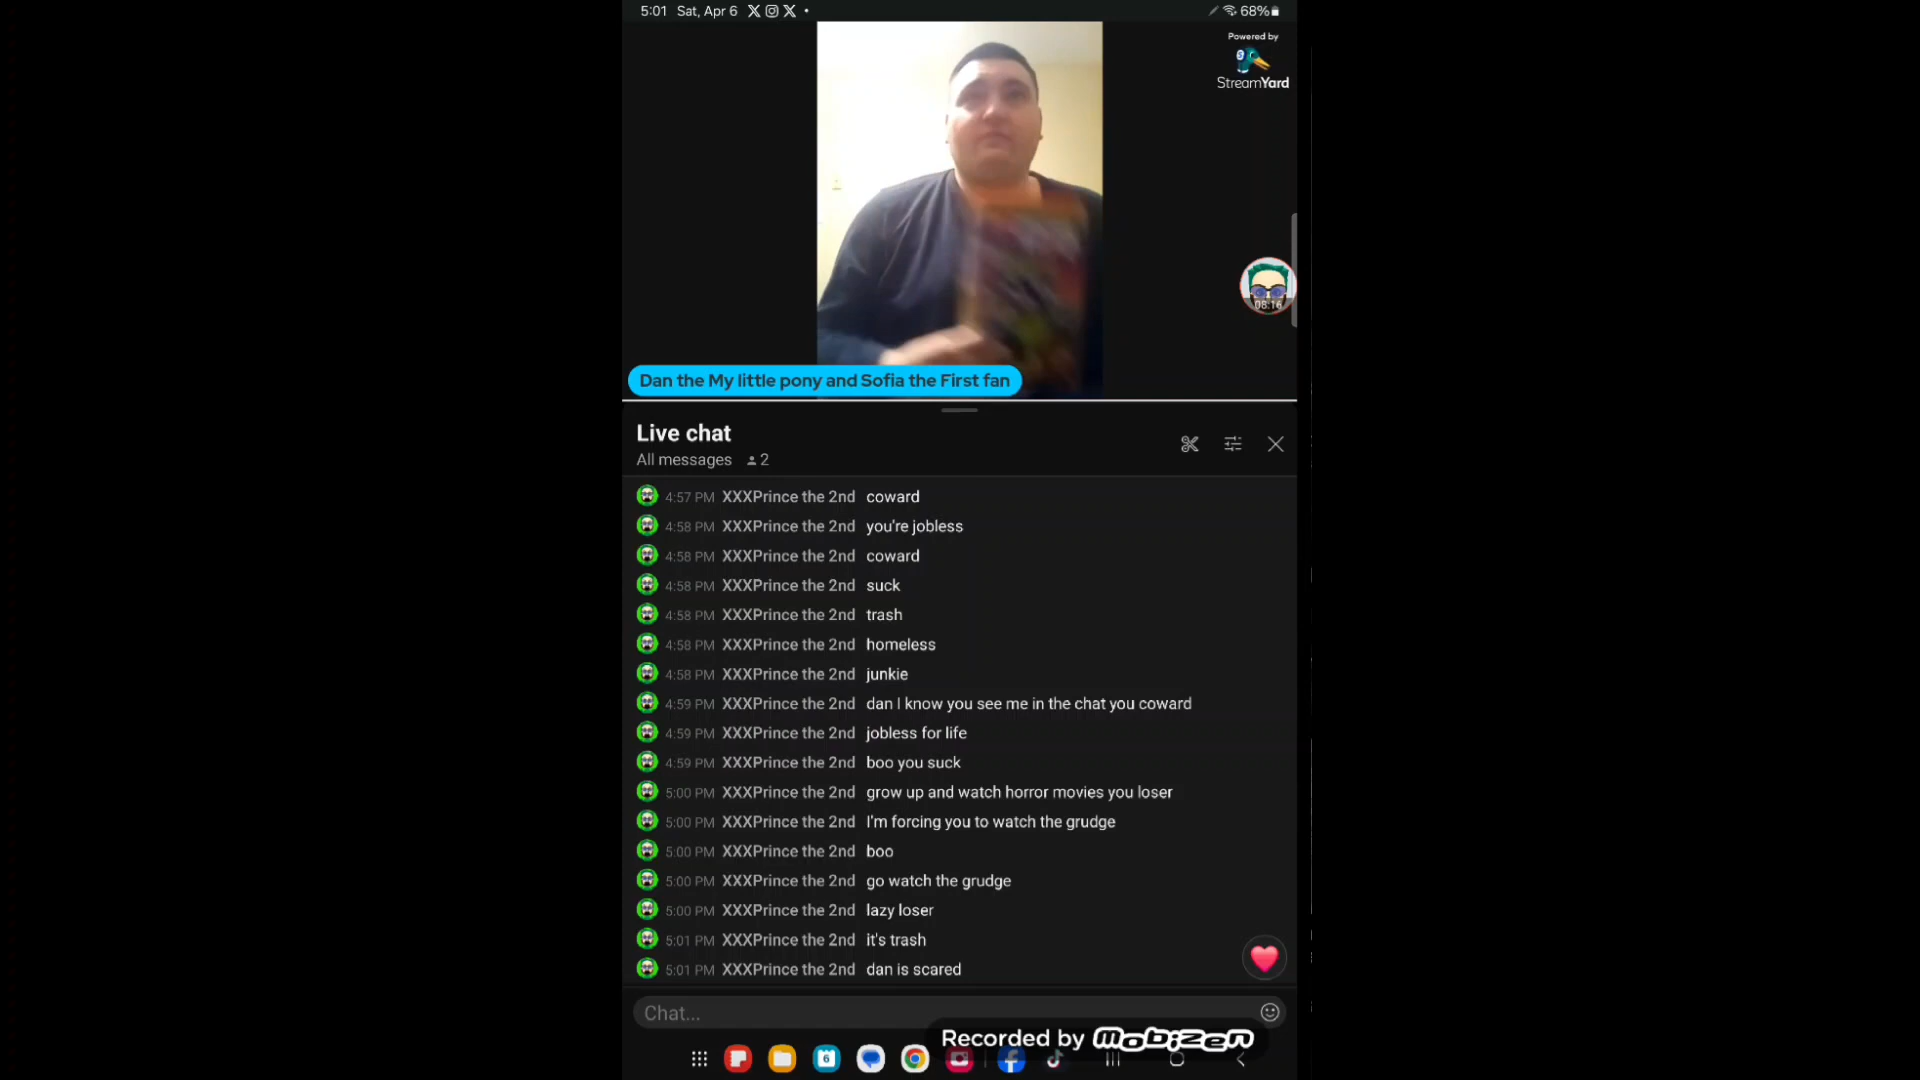 5:01 Sat, Apr 6
68%
Powered by
StreamYard
08:16
Dan the My little pony and Sofia the First fan
Live chat
All messages 2
4:57 PM XXXPrince the 2nd coward
4:58 PM XXXPrince the 2nd you're jobless
4:58 PM XXXPrince the 2nd coward
4:58 PM XXXPrince the 2nd suck
4:58 PM XXXPrince the 2nd trash
4:58 PM XXXPrince the 2nd homeless
4:58 PM XXXPrince the 2nd junkie
4:59 PM XXXPrince the 2nd dan I know you see me in the chat you coward
4:59 PM XXXPrince the 2nd jobless for life
4:59 PM XXXPrince the 2nd boo you suck
5:00 PM XXXPrince the 2nd grow up and watch horror movies you loser
5:00 PM XXXPrince the 2nd I'm forcing you to watch the grudge
5:00 PM XXXPrince the 2nd boo
5:00 PM XXXPrince the 2nd go watch the grudge
5:00 PM XXXPrince the 2nd lazy loser
5:01 PM XXXPrince the 2nd it's trash
5:01 PM XXXPrince the 2nd dan is scared
Chat...
Recorded by mobizen
6